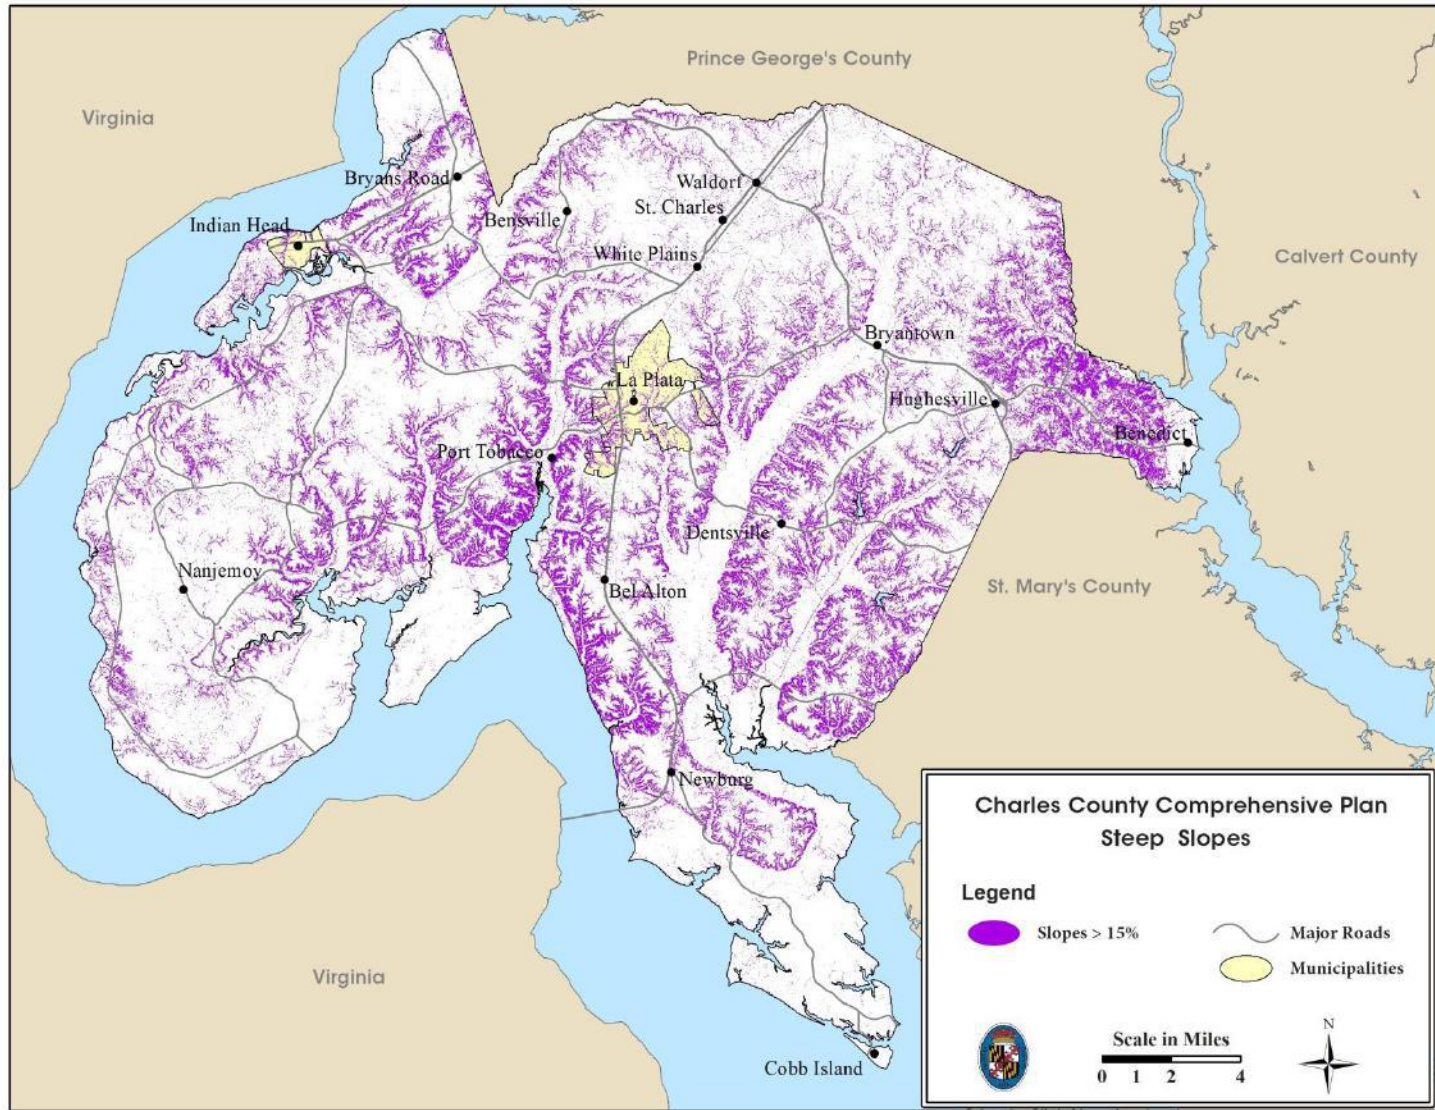 Prince George's County
Virginia
Bryans Road
Waldorf
St. Charles
Bensville
Indian Head
White Plains
Calvert County
Bryantown
La Plata
Hughesville
Benedict
Port Tobacco
Dentsville
Nanjemoy
Bel Alton
St. Mary's County
Newburg
Virginia
Cobb Island
Charles County Comprehensive Plan
Steep Slopes
Legend
Slopes > 15%
Major Roads
Municipalities
Scale in Miles
0 1 2 4
N